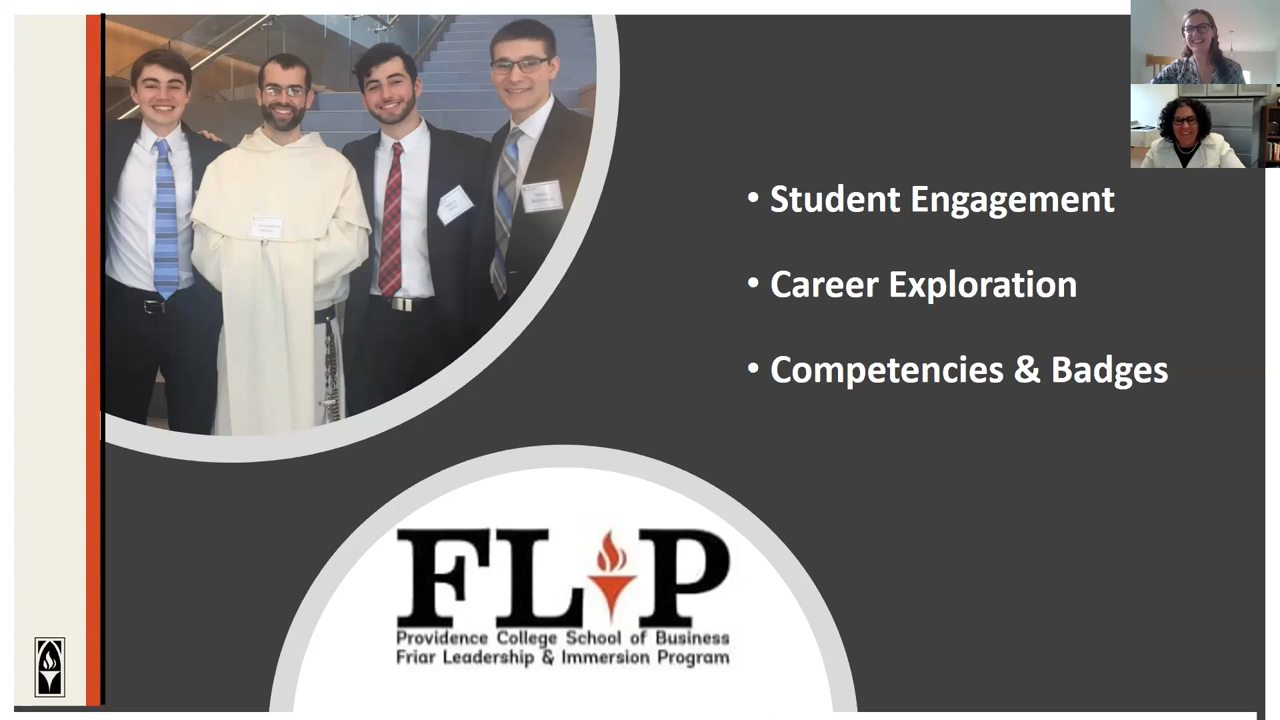 • Student Engagement
• Career Exploration
• Competencies & Badges
FLIP
Providence College School of Business
Friar Leadership & Immersion Program